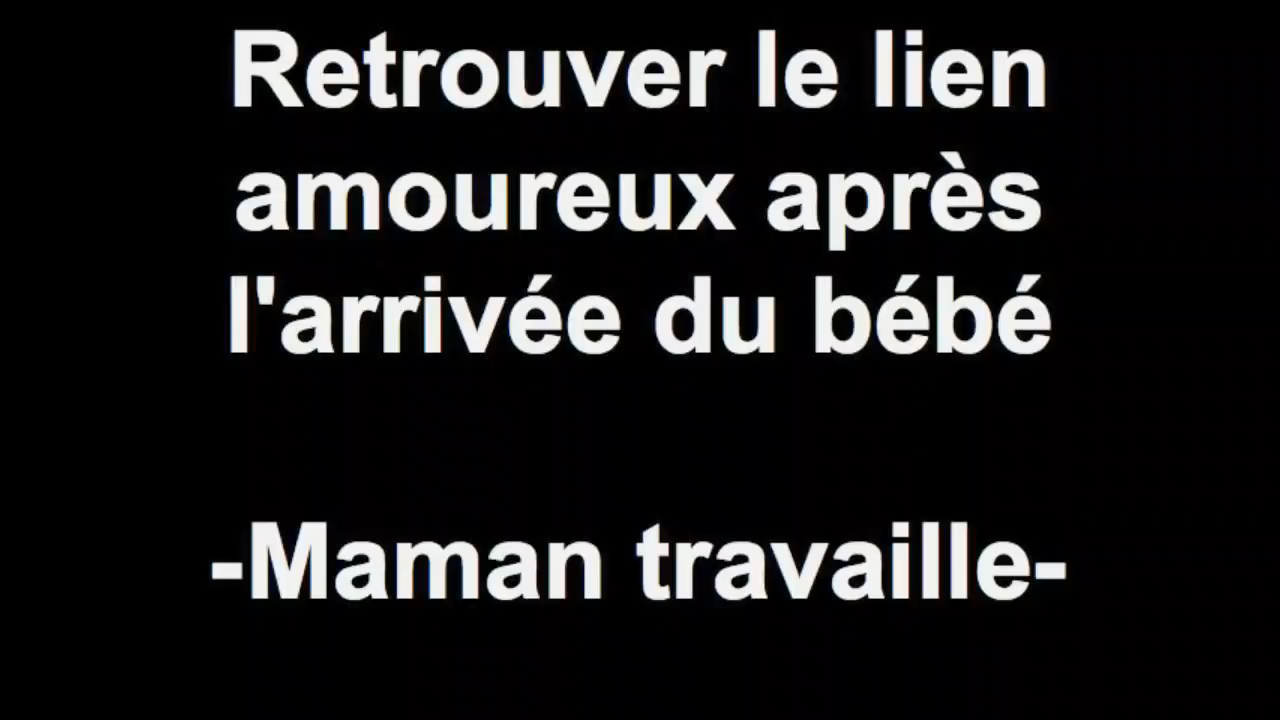 Retrouver le lien
amoureux après
l'arrivée du bébé
-Maman travaille-